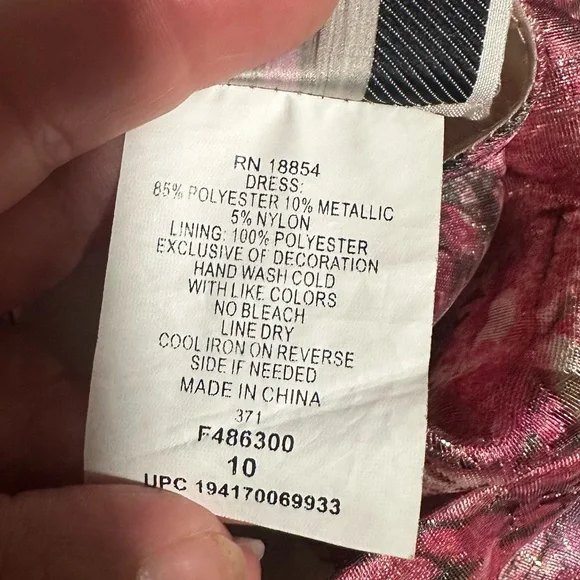 RN 18854
DRESS:
85% POLYESTER 10% METALLIC
5% NYLON
LINING: 100% POLYESTER
EXCLUSIVE OF DECORATION
HAND WASH COLD
WITH LIKE COLORS
NO BLEACH
LINE DRY
COOL IRON ON REVERSE
SIDE IF NEEDED
MADE IN CHINA
371
F486300
10
UPC 194170069933